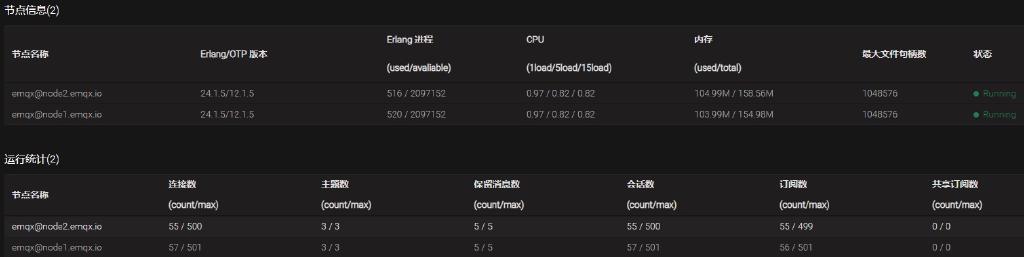 节点信息(2)
节点名称 Erlang/OTP 版本 Erlang 进程 (used/avaliable) CPU (1load/5load/15load) 内存 (used/total) 最大文件句柄数 状态
emqx@node2.emqx.io 24.1.5/12.1.5 516 / 2097152 0.97 / 0.82 / 0.82 104.99M / 158.56M 1048576 Running
emqx@node1.emqx.io 24.1.5/12.1.5 520 / 2097152 0.97 / 0.82 / 0.82 103.99M / 154.98M 1048576 Running
运行统计(2)
节点名称 连接数 (count/max) 主题数 (count/max) 保留消息数 (count/max) 会话数 (count/max) 订阅数 (count/max) 共享订阅数 (count/max)
emqx@node2.emqx.io 55 / 500 3 / 3 5 / 5 55 / 500 55 / 499 0 / 0
emqx@node1.emqx.io 57 / 501 3 / 3 5 / 5 57 / 501 56 / 501 0 / 0